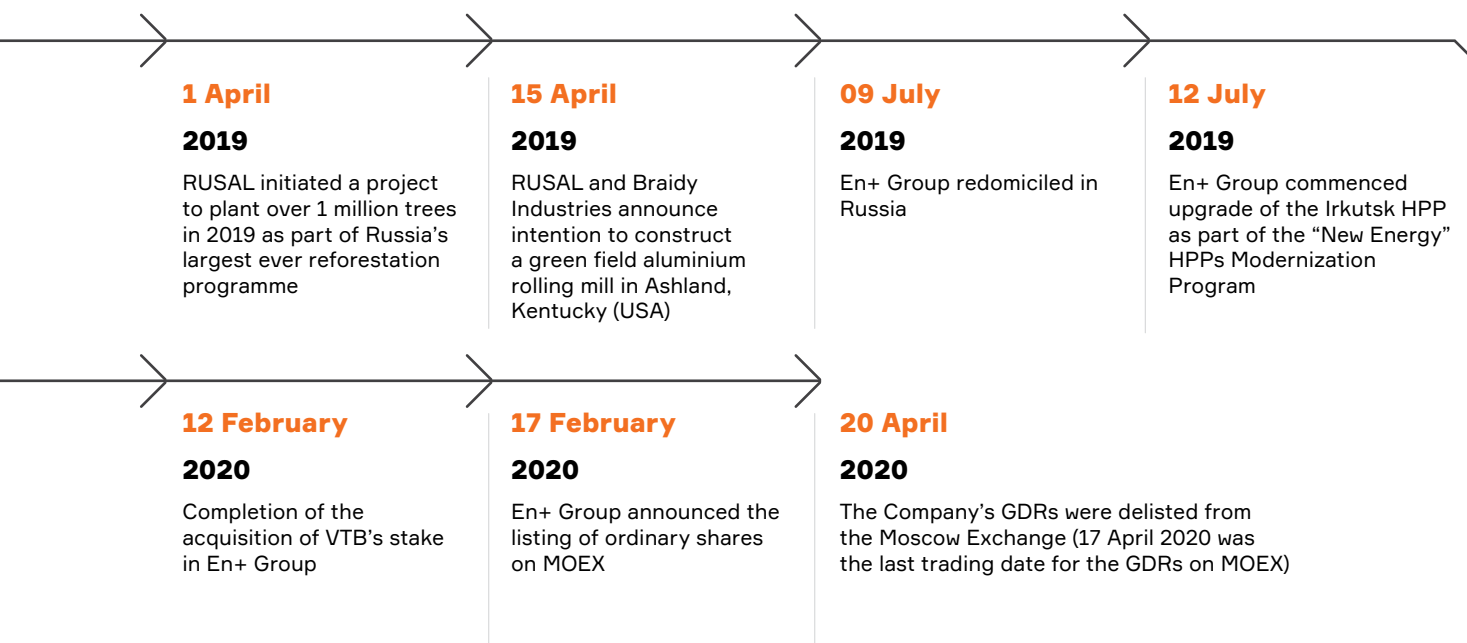 1 April
2019
RUSAL initiated a project
to plant over 1 million trees
in 2019 as part of Russia’s
largest ever reforestation
programme
15 April
2019
RUSAL and Braidy
Industries announce
intention to construct
a green field aluminium
rolling mill in Ashland,
Kentucky (USA)
09 July
2019
En+ Group redomiciled in
Russia
12 July
2019
En+ Group commenced
upgrade of the Irkutsk HPP
as part of the “New Energy”
HPPs Modernization
Program
12 February
2020
Completion of the
acquisition of VTB’s stake
in En+ Group
17 February
2020
En+ Group announced the
listing of ordinary shares
on MOEX
20 April
2020
The Company’s GDRs were delisted from
the Moscow Exchange (17 April 2020 was
the last trading date for the GDRs on MOEX)